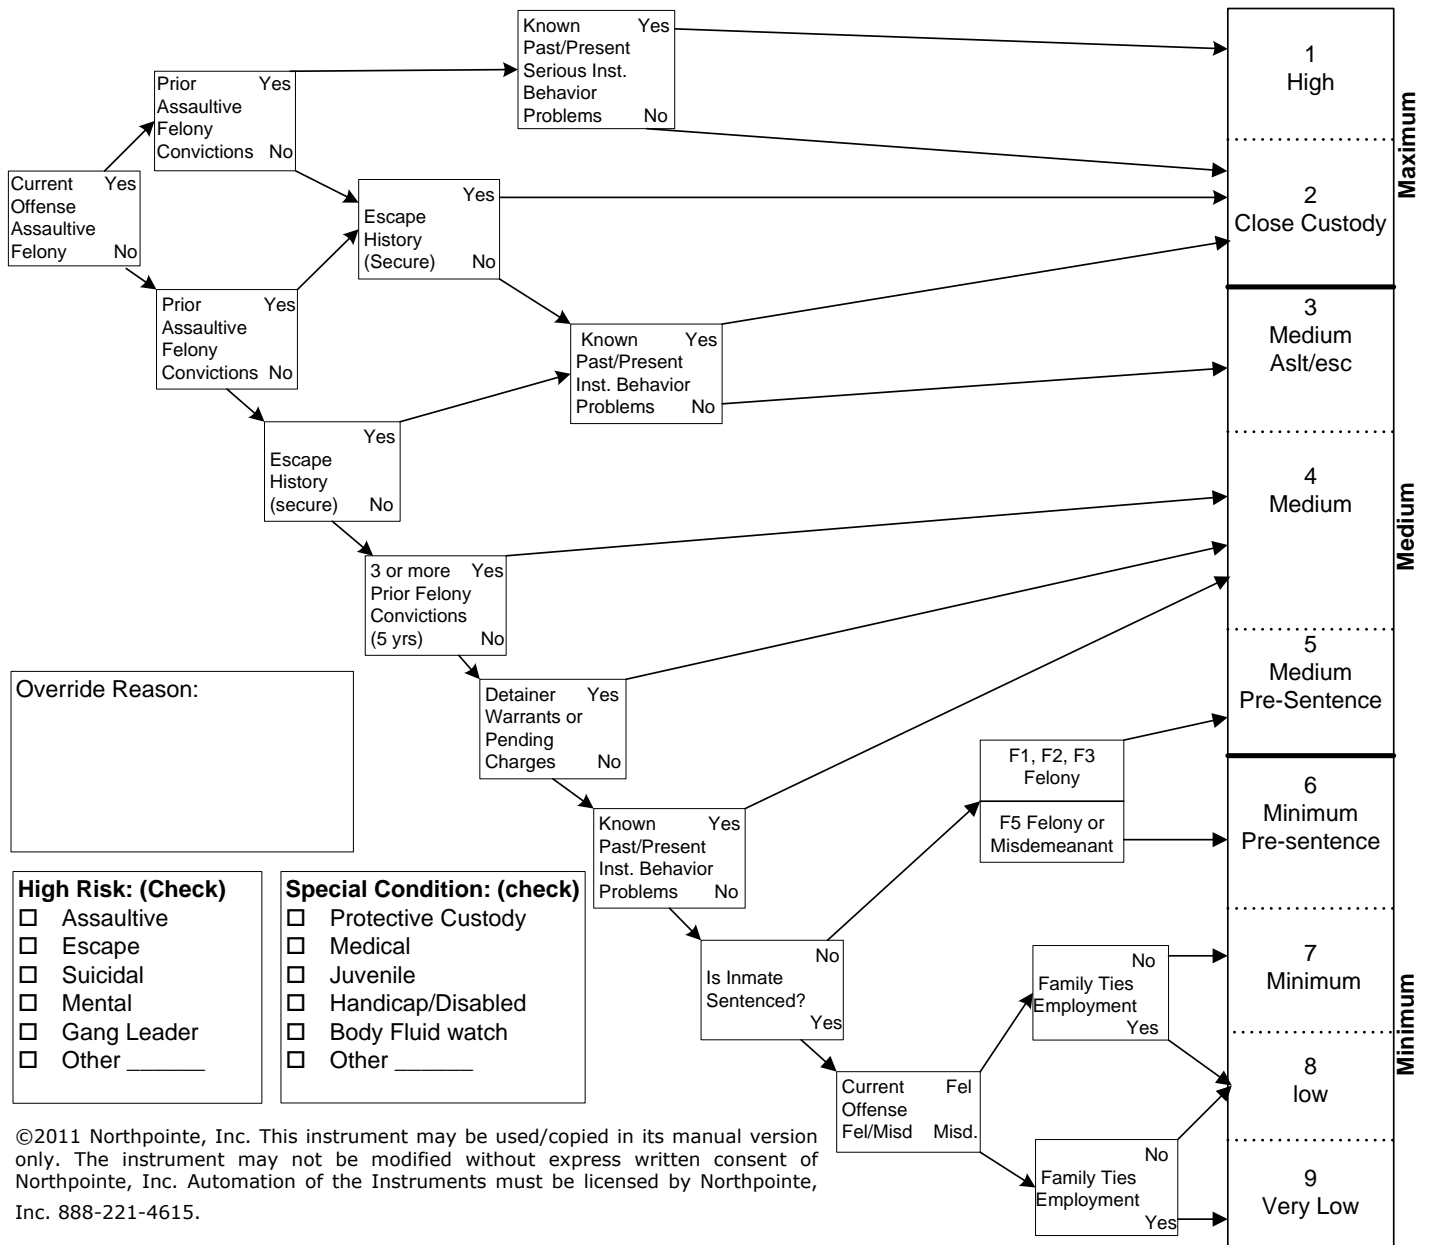 Known Yes
Past/Present
Serious Inst.
Behavior
Problems No
Prior Yes
Assaultive
Felony
Convictions No
Current Yes
Offense
Assaultive
Felony No
Yes
Escape
History
(Secure) No
Prior Yes
Assaultive
Felony
Convictions No
Known Yes
Past/Present
Inst. Behavior
Problems No
Yes
Escape
History
(secure) No
3 or more Yes
Prior Felony
Convictions
(5 yrs) No
Detainer Yes
Warrants or
Pending
Charges No
Known Yes
Past/Present
Inst. Behavior
Problems No
F1, F2, F3
Felony
F5 Felony or
Misdemeanant
No
Is Inmate
Sentenced?
Yes
No
Family Ties
Employment
Yes
Current Fel
Offense
Fel/Misd Misd.
No
Family Ties
Employment
Yes
1
High
2
Close Custody
Maximum
3
Medium
Aslt/esc
4
Medium
5
Medium
Pre-Sentence
Medium
6
Minimum
Pre-sentence
7
Minimum
8
low
9
Very Low
Minimum
Override Reason:
High Risk: (Check)
☐ Assaultive
☐ Escape
☐ Suicidal
☐ Mental
☐ Gang Leader
☐ Other ______
Special Condition: (check)
☐ Protective Custody
☐ Medical
☐ Juvenile
☐ Handicap/Disabled
☐ Body Fluid watch
☐ Other ______
©2011 Northpointe, Inc. This instrument may be used/copied in its manual version
only. The instrument may not be modified without express written consent of
Northpointe, Inc. Automation of the Instruments must be licensed by Northpointe,
Inc. 888-221-4615.